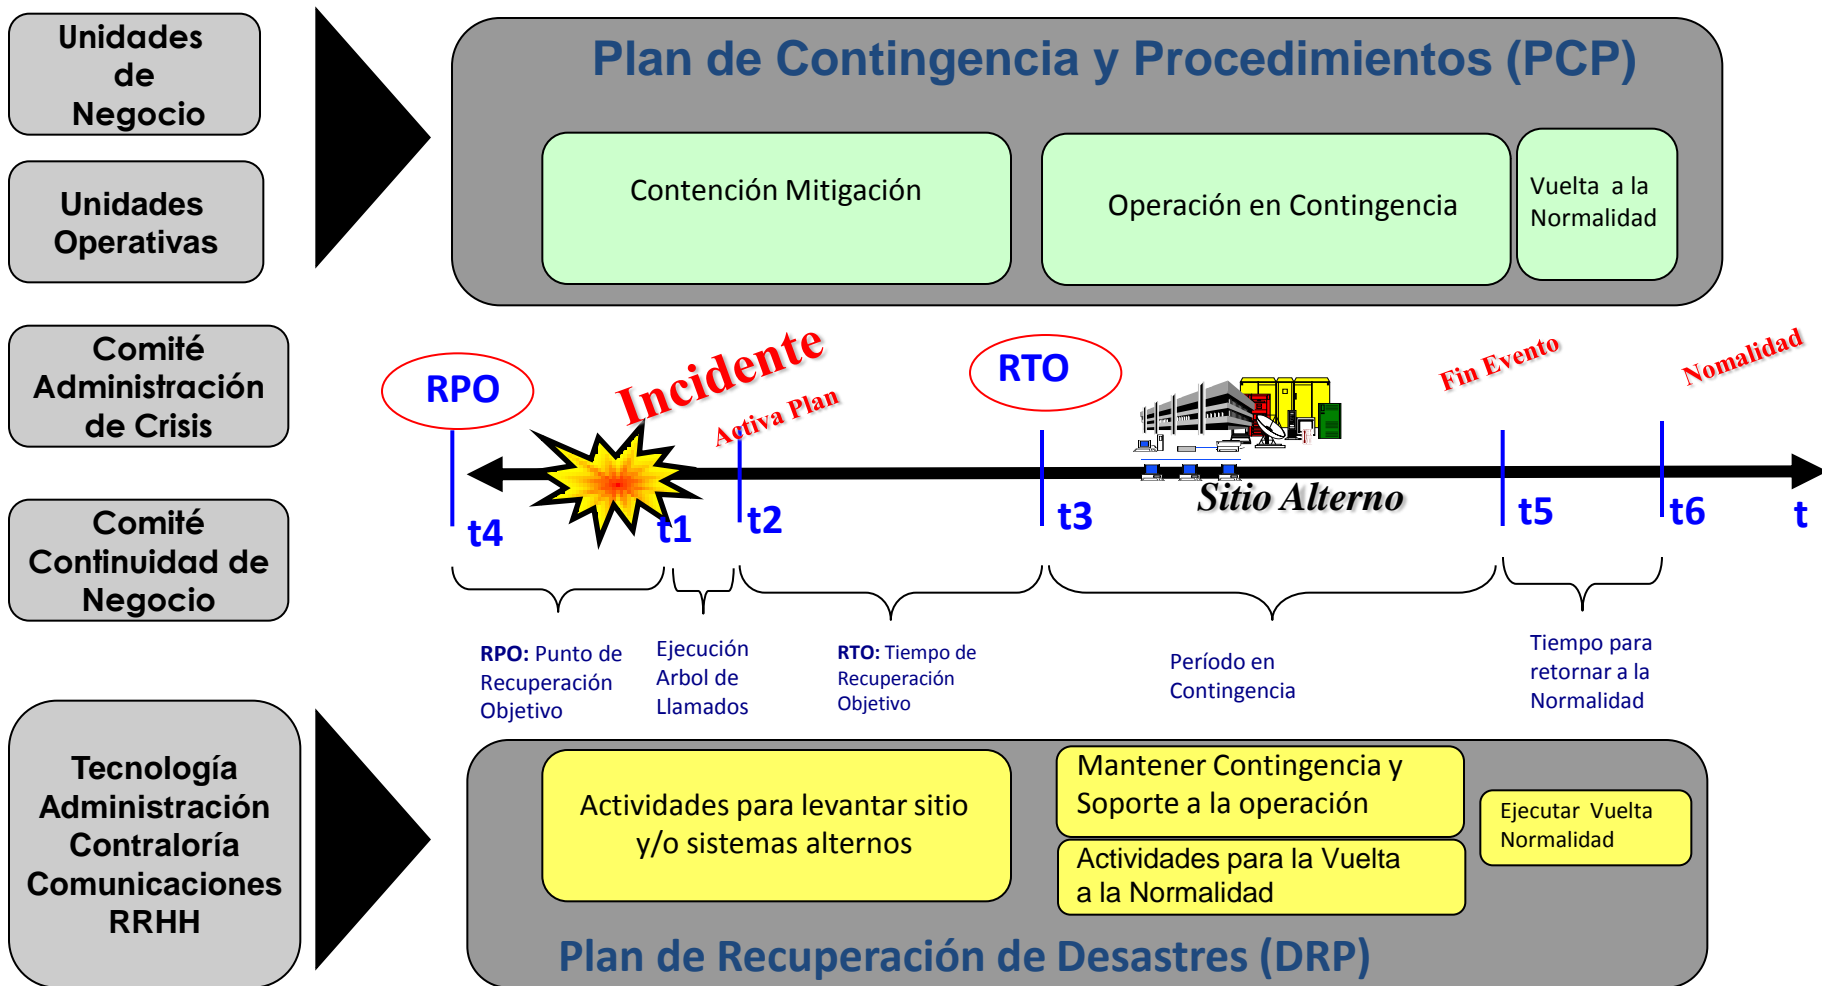 Unidades
de
Negocio
Unidades
Operativas
Comité
Administración
de Crisis
Comité
Continuidad de
Negocio
Tecnología
Administración
Contraloría
Comunicaciones
RRHH
Plan de Contingencia y Procedimientos (PCP)
Contención Mitigación
Operación en Contingencia
Vuelta a la
Normalidad
RPO
Incidente
Activa Plan
RTO
Fin Evento
Nomalidad
Sitio Alterno
t4
t1
t2
t3
t5
t6
t
RPO: Punto de
Recuperación
Objetivo
Ejecución
Arbol de
Llamados
RTO: Tiempo de
Recuperación
Objetivo
Período en
Contingencia
Tiempo para
retornar a la
Normalidad
Actividades para levantar sitio
y/o sistemas alternos
Mantener Contingencia y
Soporte a la operación
Actividades para la Vuelta
a la Normalidad
Ejecutar Vuelta
Normalidad
Plan de Recuperación de Desastres (DRP)